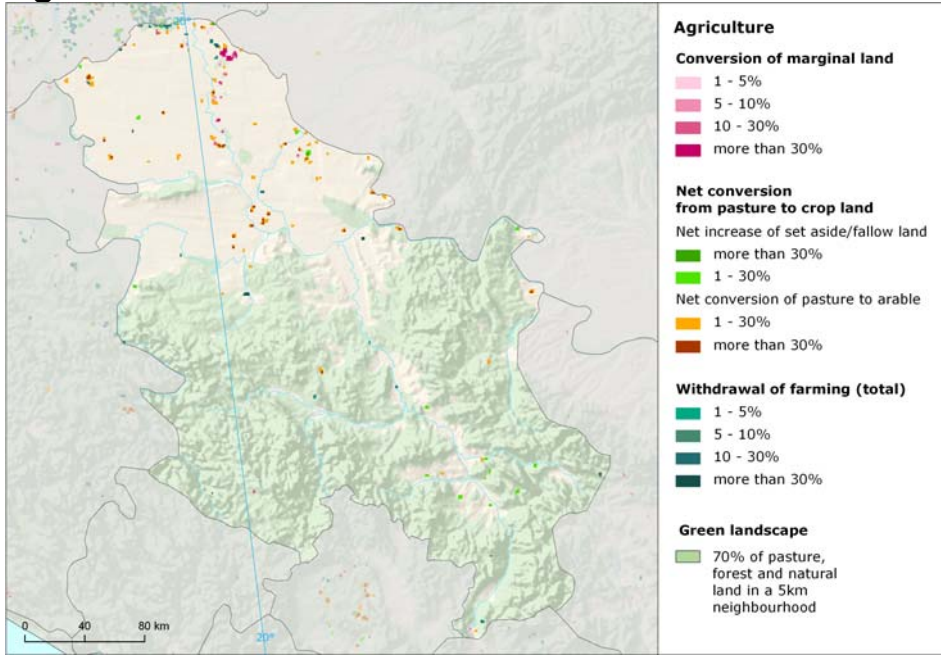 20°
Agriculture
Conversion of marginal land
1 - 5%
5 - 10%
10 - 30%
more than 30%
Net conversion
from pasture to crop land
Net increase of set aside/fallow land
more than 30%
1 - 30%
Net conversion of pasture to arable
1 - 30%
more than 30%
Withdrawal of farming (total)
1 - 5%
5 - 10%
10 - 30%
more than 30%
Green landscape
70% of pasture,
forest and natural
land in a 5km
neighbourhood
0 40 80 km
20°